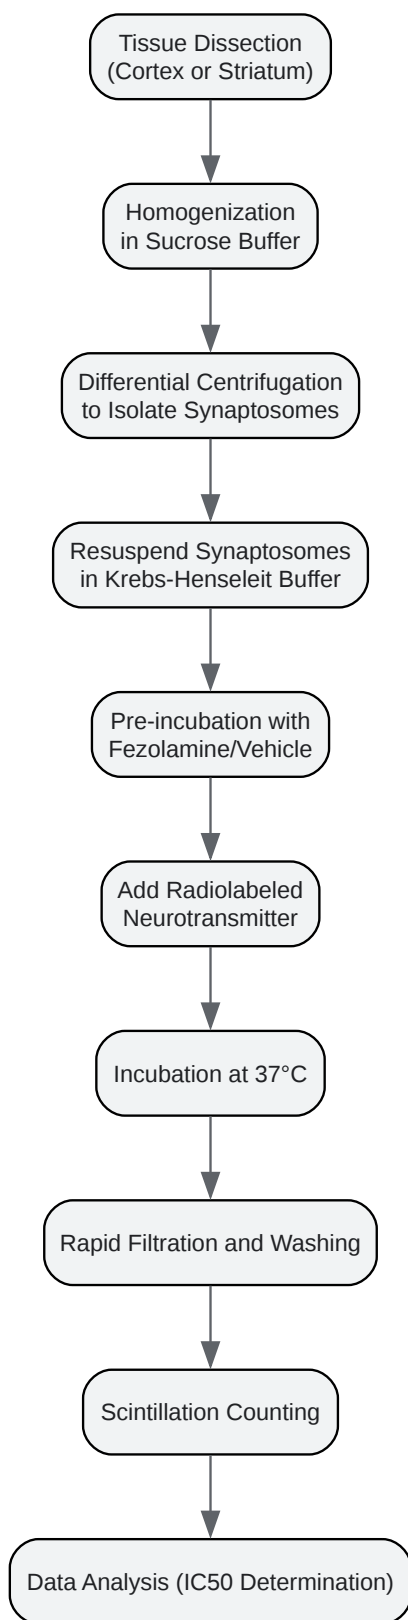 Tissue Dissection
(Cortex or Striatum)
Homogenization
in Sucrose Buffer
Differential Centrifugation
to Isolate Synaptosomes
Resuspend Synaptosomes
in Krebs-Henseleit Buffer
Pre-incubation with
Fezolamine/Vehicle
Add Radiolabeled
Neurotransmitter
Incubation at 37°C
Rapid Filtration and Washing
Scintillation Counting
Data Analysis (IC50 Determination)